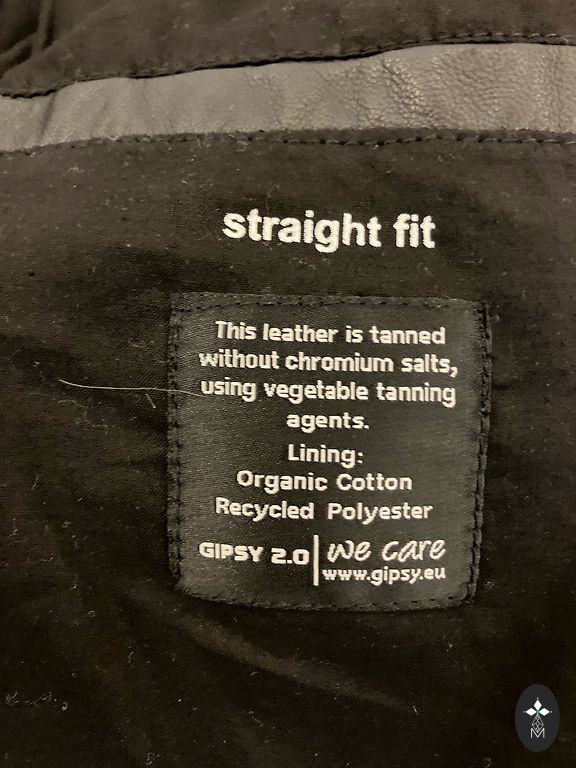 straight fit
This leather is tanned
without chromium salts,
using vegetable tanning
agents.
Lining:
Organic Cotton
Recycled Polyester
GIPSY 2.0 | we care
www.gipsy.eu
M